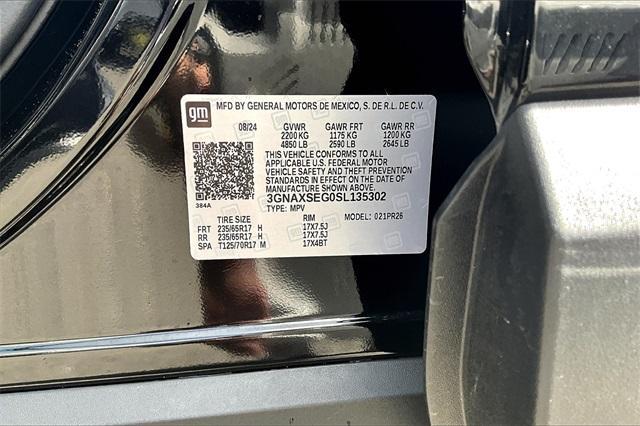 gm
MFD BY GENERAL MOTORS DE MEXICO, S. DE R.L. DE C.V.
08/24 GVWR GAWR FRT GAWR RR
2200 KG 1175 KG 1200 KG
4850 LB 2590 LB 2645 LB
THIS VEHICLE CONFORMS TO ALL
APPLICABLE U.S. FEDERAL MOTOR
VEHICLE SAFETY AND THEFT PREVENTION
STANDARDS IN EFFECT ON THE DATE OF
MANUFACTURE SHOWN ABOVE.
384A 3GNAXSEG0SL135302
TYPE: MPV
TIRE SIZE RIM MODEL: 021PR26
FRT 235/65R17 H 17X7.5J
RR 235/65R17 H 17X7.5J
SPA T125/70R17 M 17X4BT